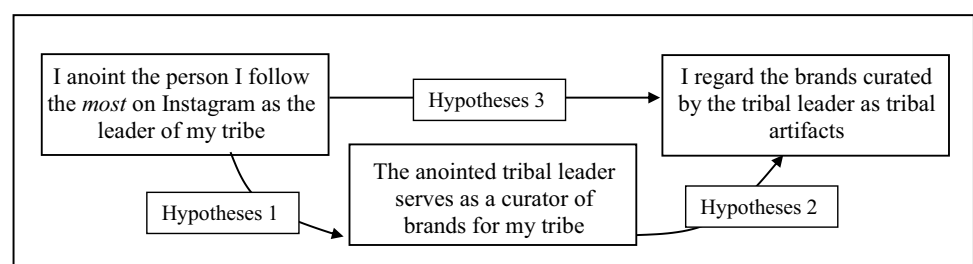 I anoint the person I follow
the most on Instagram as the
leader of my tribe
Hypotheses 3
I regard the brands curated
by the tribal leader as tribal
artifacts
Hypotheses 1
The anointed tribal leader
serves as a curator of
brands for my tribe
Hypotheses 2